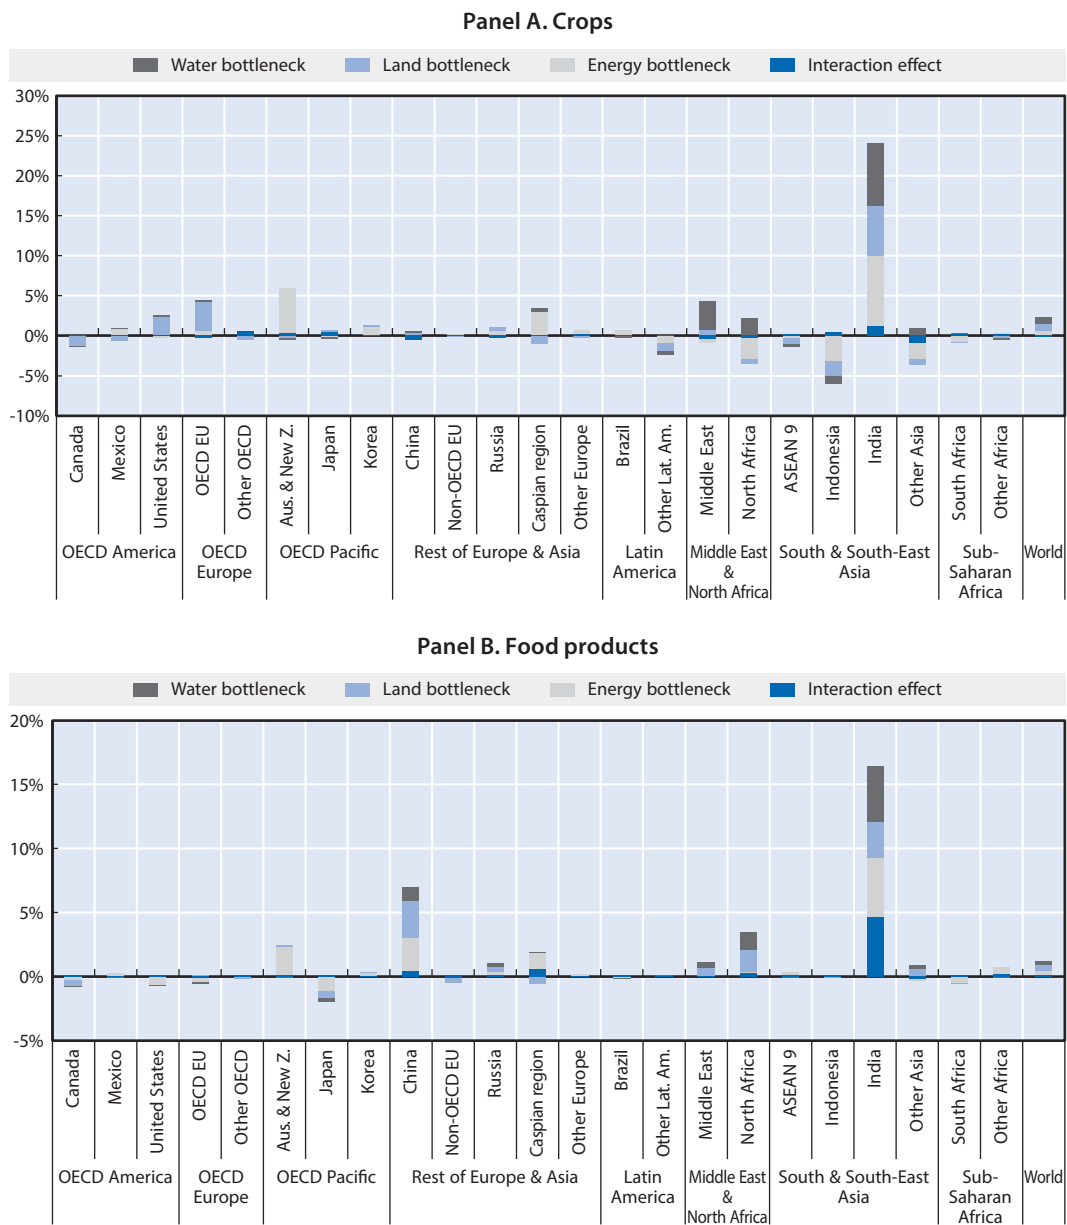 Panel A. Crops
Water bottleneck Land bottleneck Energy bottleneck Interaction effect
30%
25%
20%
15%
10%
5%
0%
-5%
-10%
Canada
Mexico
United States
OECD EU
Other OECD
Aus. & New Z.
Japan
Korea
China
Non-OECD EU
Russia
Caspian region
Other Europe
Brazil
Other Lat. Am.
Middle East
North Africa
ASEAN 9
Indonesia
India
Other Asia
South Africa
Other Africa
OECD America
OECD
Europe
OECD Pacific
Rest of Europe & Asia
Latin
America
Middle East
&
North Africa
South & South-East
Asia
Sub-
Saharan
Africa
World
Panel B. Food products
Water bottleneck Land bottleneck Energy bottleneck Interaction effect
20%
15%
10%
5%
0%
-5%
Canada
Mexico
United States
OECD EU
Other OECD
Aus. & New Z.
Japan
Korea
China
Non-OECD EU
Russia
Caspian region
Other Europe
Brazil
Other Lat. Am.
Middle East
North Africa
ASEAN 9
Indonesia
India
Other Asia
South Africa
Other Africa
OECD America
OECD
Europe
OECD Pacific
Rest of Europe & Asia
Latin
America
Middle East
&
North Africa
South & South-East
Asia
Sub-
Saharan
Africa
World